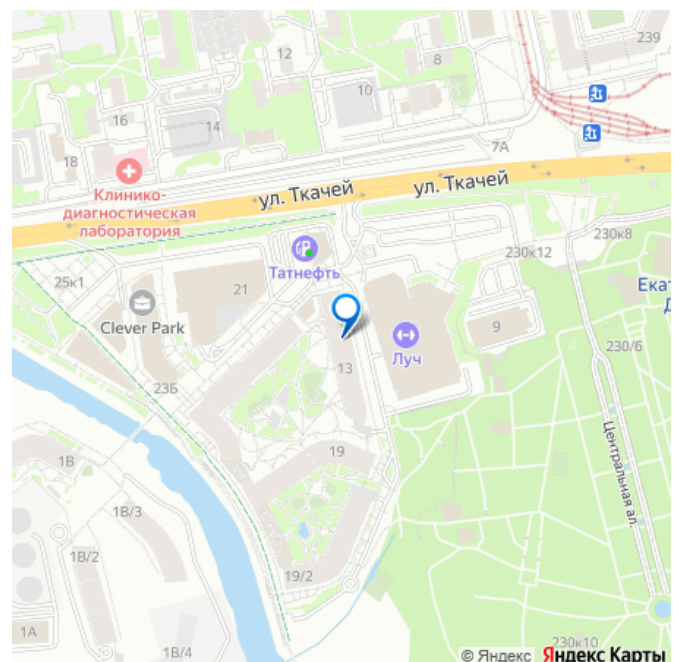 239
12
8
10
16
14
7А
18
Клинико-
диагностическая
лаборатория
ул. Ткачей
ул. Ткачей
230к8
230к12
Татнефть
25к1
21
Екат
Д
Clever Park
9
Луч
230/6
13
23Б
Центральная ал.
19
1В
1В/3
1В/2
19/2
1А
1В/4
230к10
© Яндекс Яндекс Карты